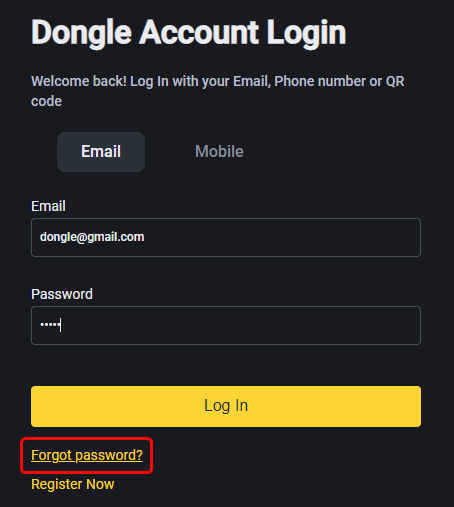 Dongle Account Login
Welcome back! Log In with your Email, Phone number or QR
code
Email Mobile
Email
dongle@gmail.com
Password
•••••
Log In
Forgot password?
Register Now